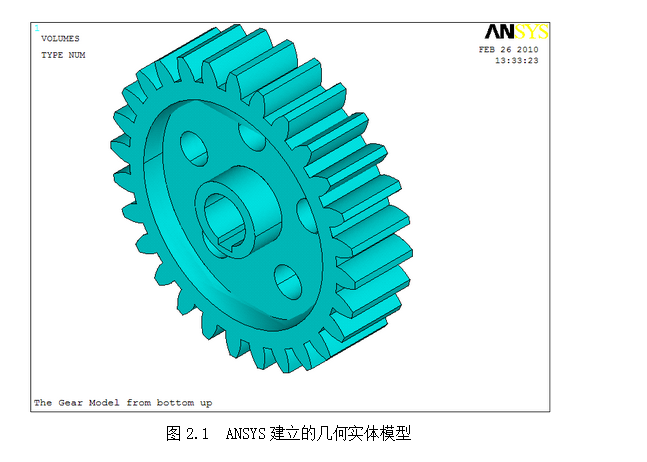 1
VOLUMES
TYPE NUM
ANSYS
FEB 26 2010
13:33:23
The Gear Model from bottom up
图 2.1 ANSYS 建立的几何实体模型